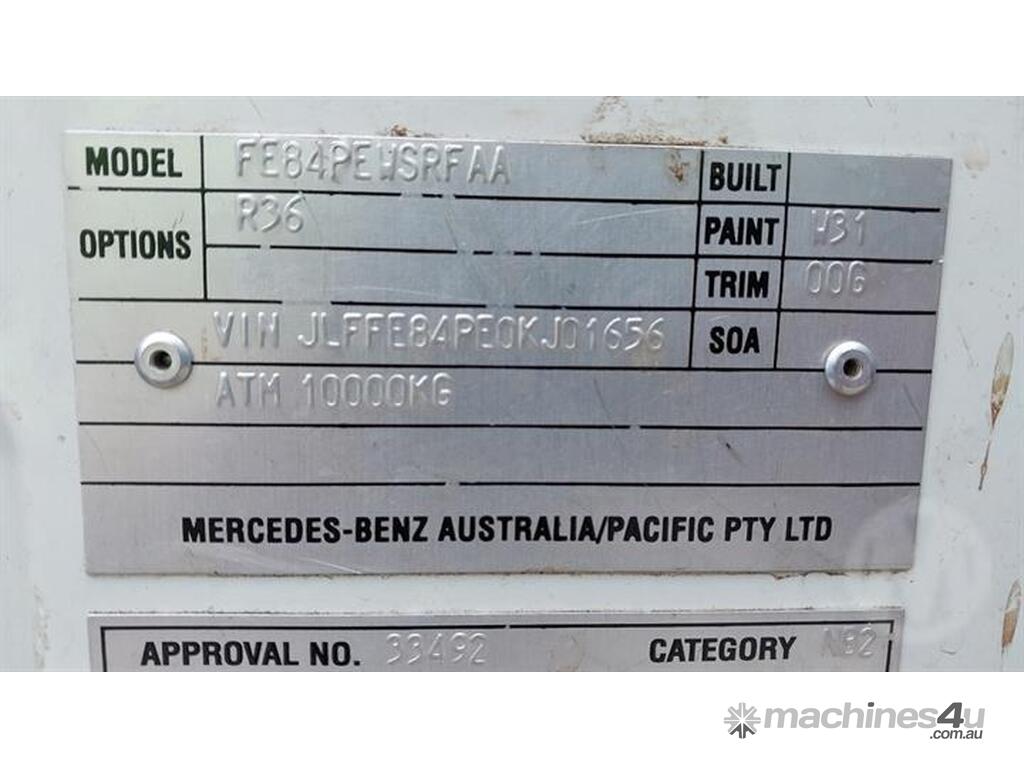 MODEL FE84PEWSRFAA BUILT
OPTIONS R36 PAINT W31
TRIM 00G
VIN JLFFE84PE0KJ01656 SOA
ATM 10000KG
MERCEDES-BENZ AUSTRALIA/PACIFIC PTY LTD
APPROVAL NO. 33492 CATEGORY NB2
machines4u
.com.au